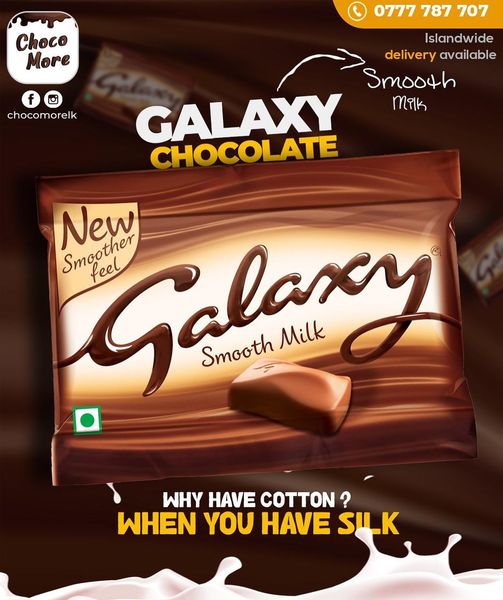 Choco
More
chocomorelk
0777 787 707
Islandwide
delivery available
Smooth
Milk
GALAXY
CHOCOLATE
New
Smoother
feel
Galaxy
®
Smooth Milk
WHY HAVE COTTON ?
WHEN YOU HAVE SILK